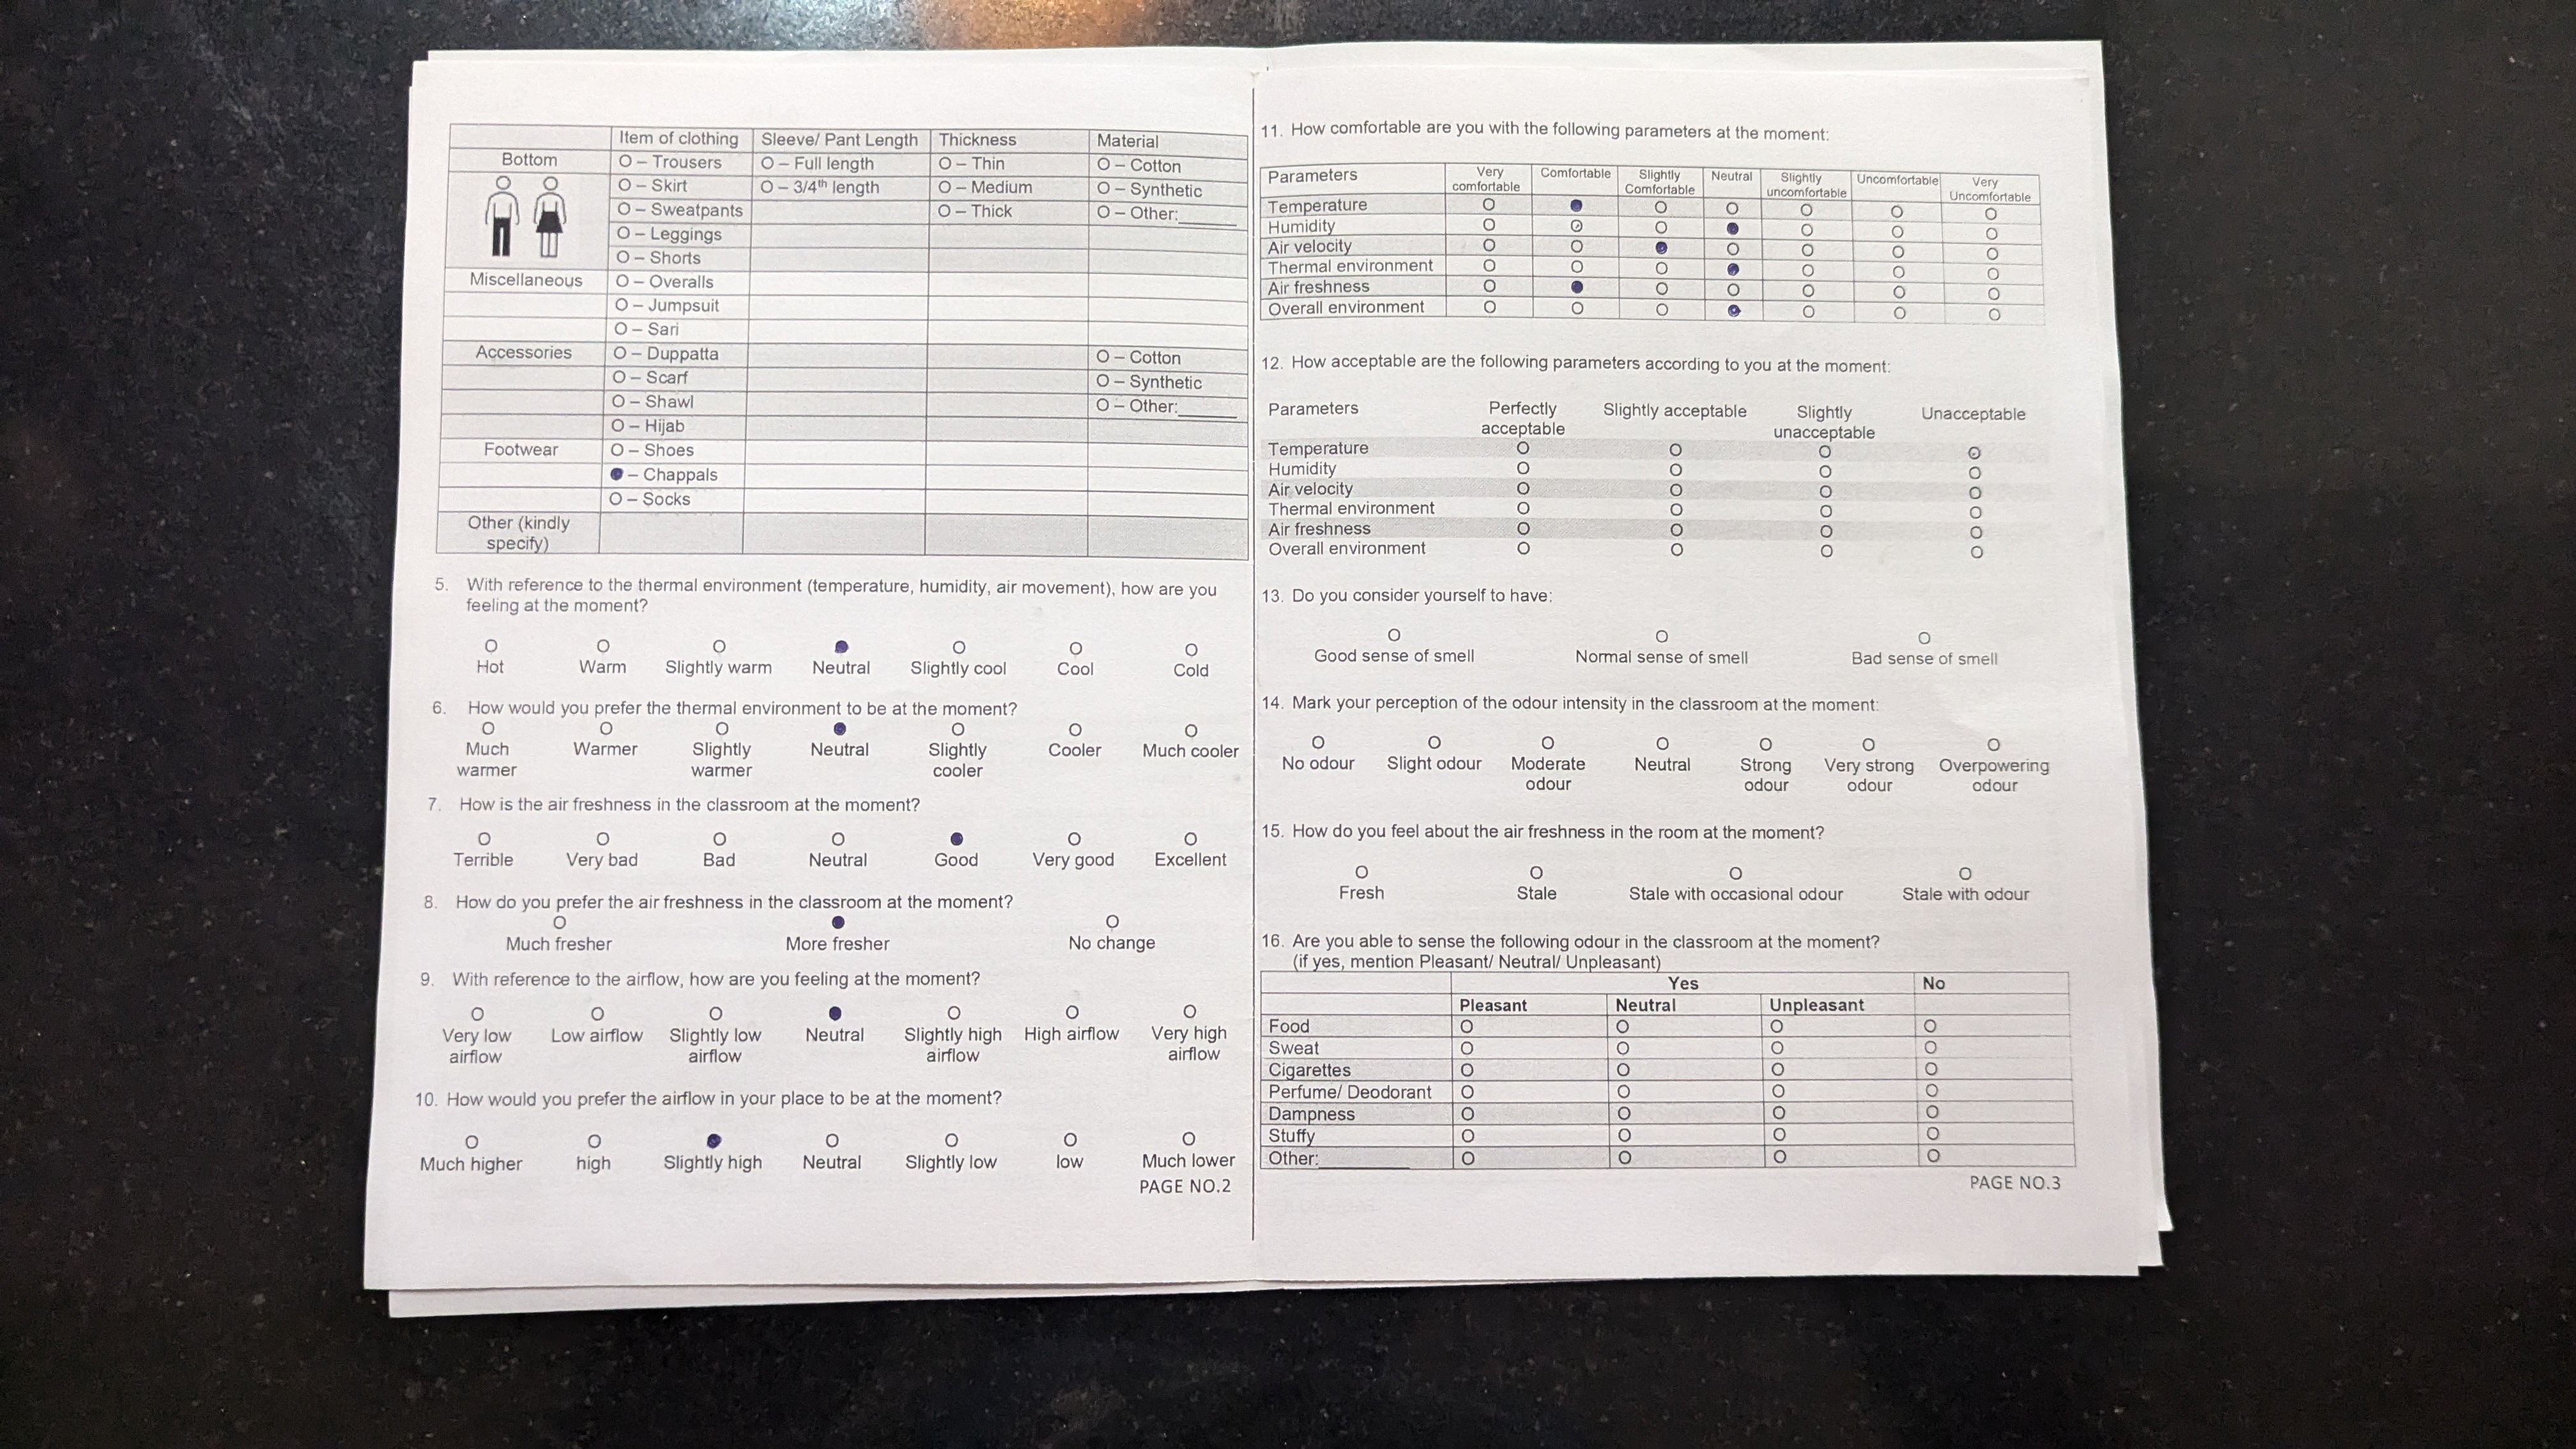 Item of clothing Sleeve/ Pant Length Thickness Material
Bottom O – Trousers O – Full length O – Thin O – Cotton
O – Skirt O – 3/4th length O – Medium O – Synthetic
O – Sweatpants O – Thick O – Other:______
O – Leggings
O – Shorts
Miscellaneous O – Overalls
O – Jumpsuit
O – Sari
Accessories O – Duppatta O – Cotton
O – Scarf O – Synthetic
O – Shawl O – Other:______
O – Hijab
Footwear O – Shoes
● – Chappals
O – Socks
Other (kindly
specify)
5. With reference to the thermal environment (temperature, humidity, air movement), how are you
feeling at the moment?
O O O ● O O O
Hot Warm Slightly warm Neutral Slightly cool Cool Cold
6. How would you prefer the thermal environment to be at the moment?
O O O ● O O O
Much Warmer Slightly Neutral Slightly Cooler Much cooler
warmer warmer cooler
7. How is the air freshness in the classroom at the moment?
O O O O ● O O
Terrible Very bad Bad Neutral Good Very good Excellent
8. How do you prefer the air freshness in the classroom at the moment?
O ● O
Much fresher More fresher No change
9. With reference to the airflow, how are you feeling at the moment?
O O O ● O O O
Very low Low airflow Slightly low Neutral Slightly high High airflow Very high
airflow airflow airflow airflow
10. How would you prefer the airflow in your place to be at the moment?
O O ● O O O O
Much higher high Slightly high Neutral Slightly low low Much lower
PAGE NO.2
11. How comfortable are you with the following parameters at the moment:
Parameters Very Comfortable Slightly Neutral Slightly Uncomfortable Very
comfortable Comfortable uncomfortable Uncomfortable
Temperature O ● O O O O O
Humidity O O O ● O O O
Air velocity O O ● O O O O
Thermal environment O O O ● O O O
Air freshness O ● O O O O O
Overall environment O O O ● O O O
12. How acceptable are the following parameters according to you at the moment:
Parameters Perfectly Slightly acceptable Slightly Unacceptable
acceptable unacceptable
Temperature O O O O
Humidity O O O O
Air velocity O O O O
Thermal environment O O O O
Air freshness O O O O
Overall environment O O O O
13. Do you consider yourself to have:
O O O
Good sense of smell Normal sense of smell Bad sense of smell
14. Mark your perception of the odour intensity in the classroom at the moment:
O O O O O O O
No odour Slight odour Moderate Neutral Strong Very strong Overpowering
odour odour odour odour
15. How do you feel about the air freshness in the room at the moment?
O O O O
Fresh Stale Stale with occasional odour Stale with odour
16. Are you able to sense the following odour in the classroom at the moment?
(if yes, mention Pleasant/ Neutral/ Unpleasant)
Yes No
Pleasant Neutral Unpleasant
Food O O O O
Sweat O O O O
Cigarettes O O O O
Perfume/ Deodorant O O O O
Dampness O O O O
Stuffy O O O O
Other:__________ O O O O
PAGE NO.3